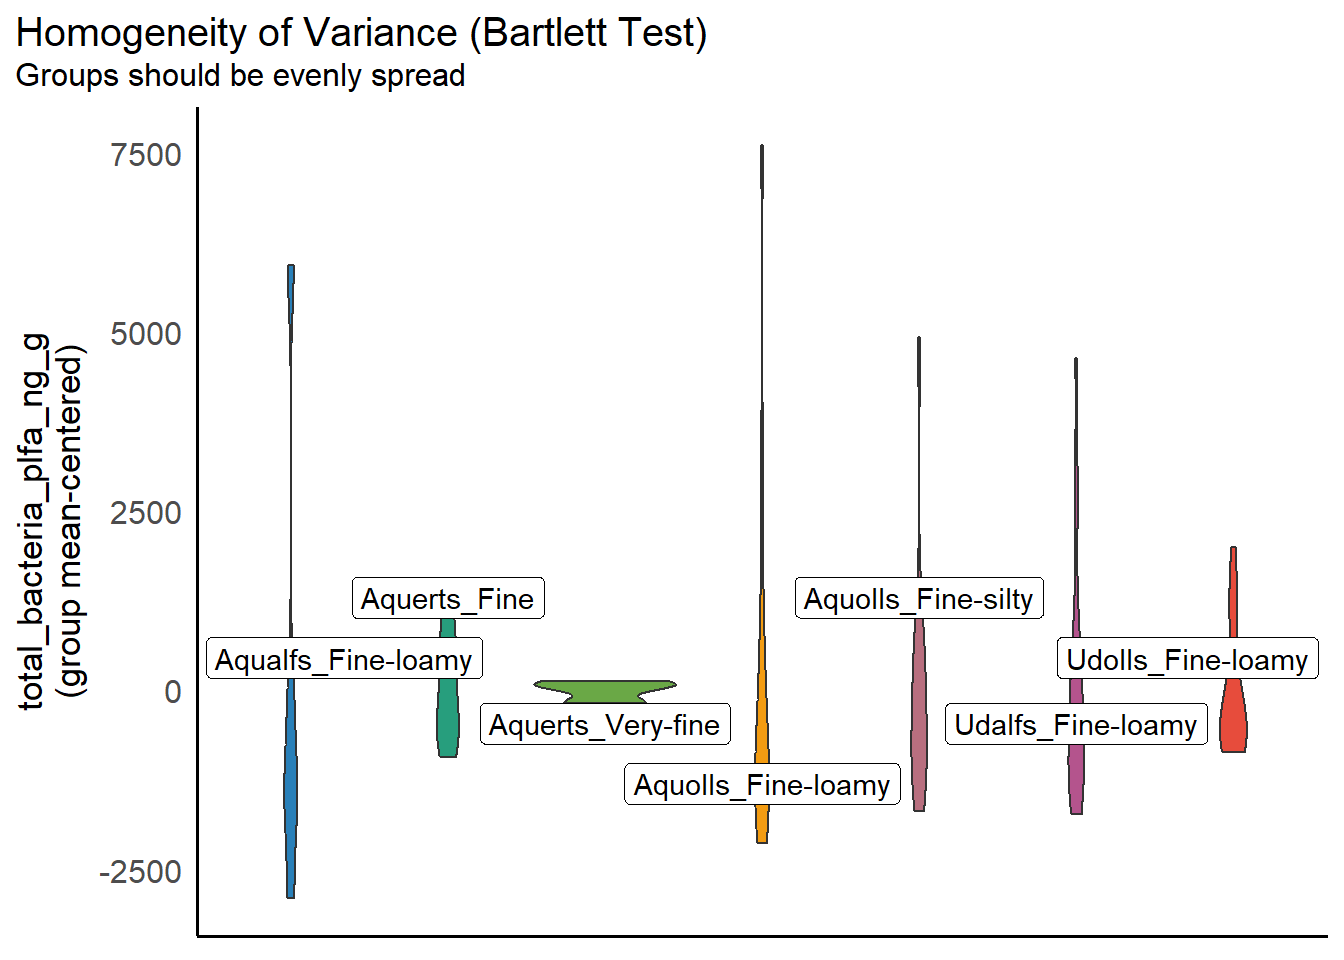 Homogeneity of Variance (Bartlett Test)
Groups should be evenly spread
total_bacteria_plfa_ng_g
(group mean-centered)
7500
5000
2500
0
-2500
Aquerts_Fine
Aquolls_Fine-silty
Aqualfs_Fine-loamy
Udolls_Fine-loamy
Aquerts_Very-fine
Udalfs_Fine-loamy
Aquolls_Fine-loamy